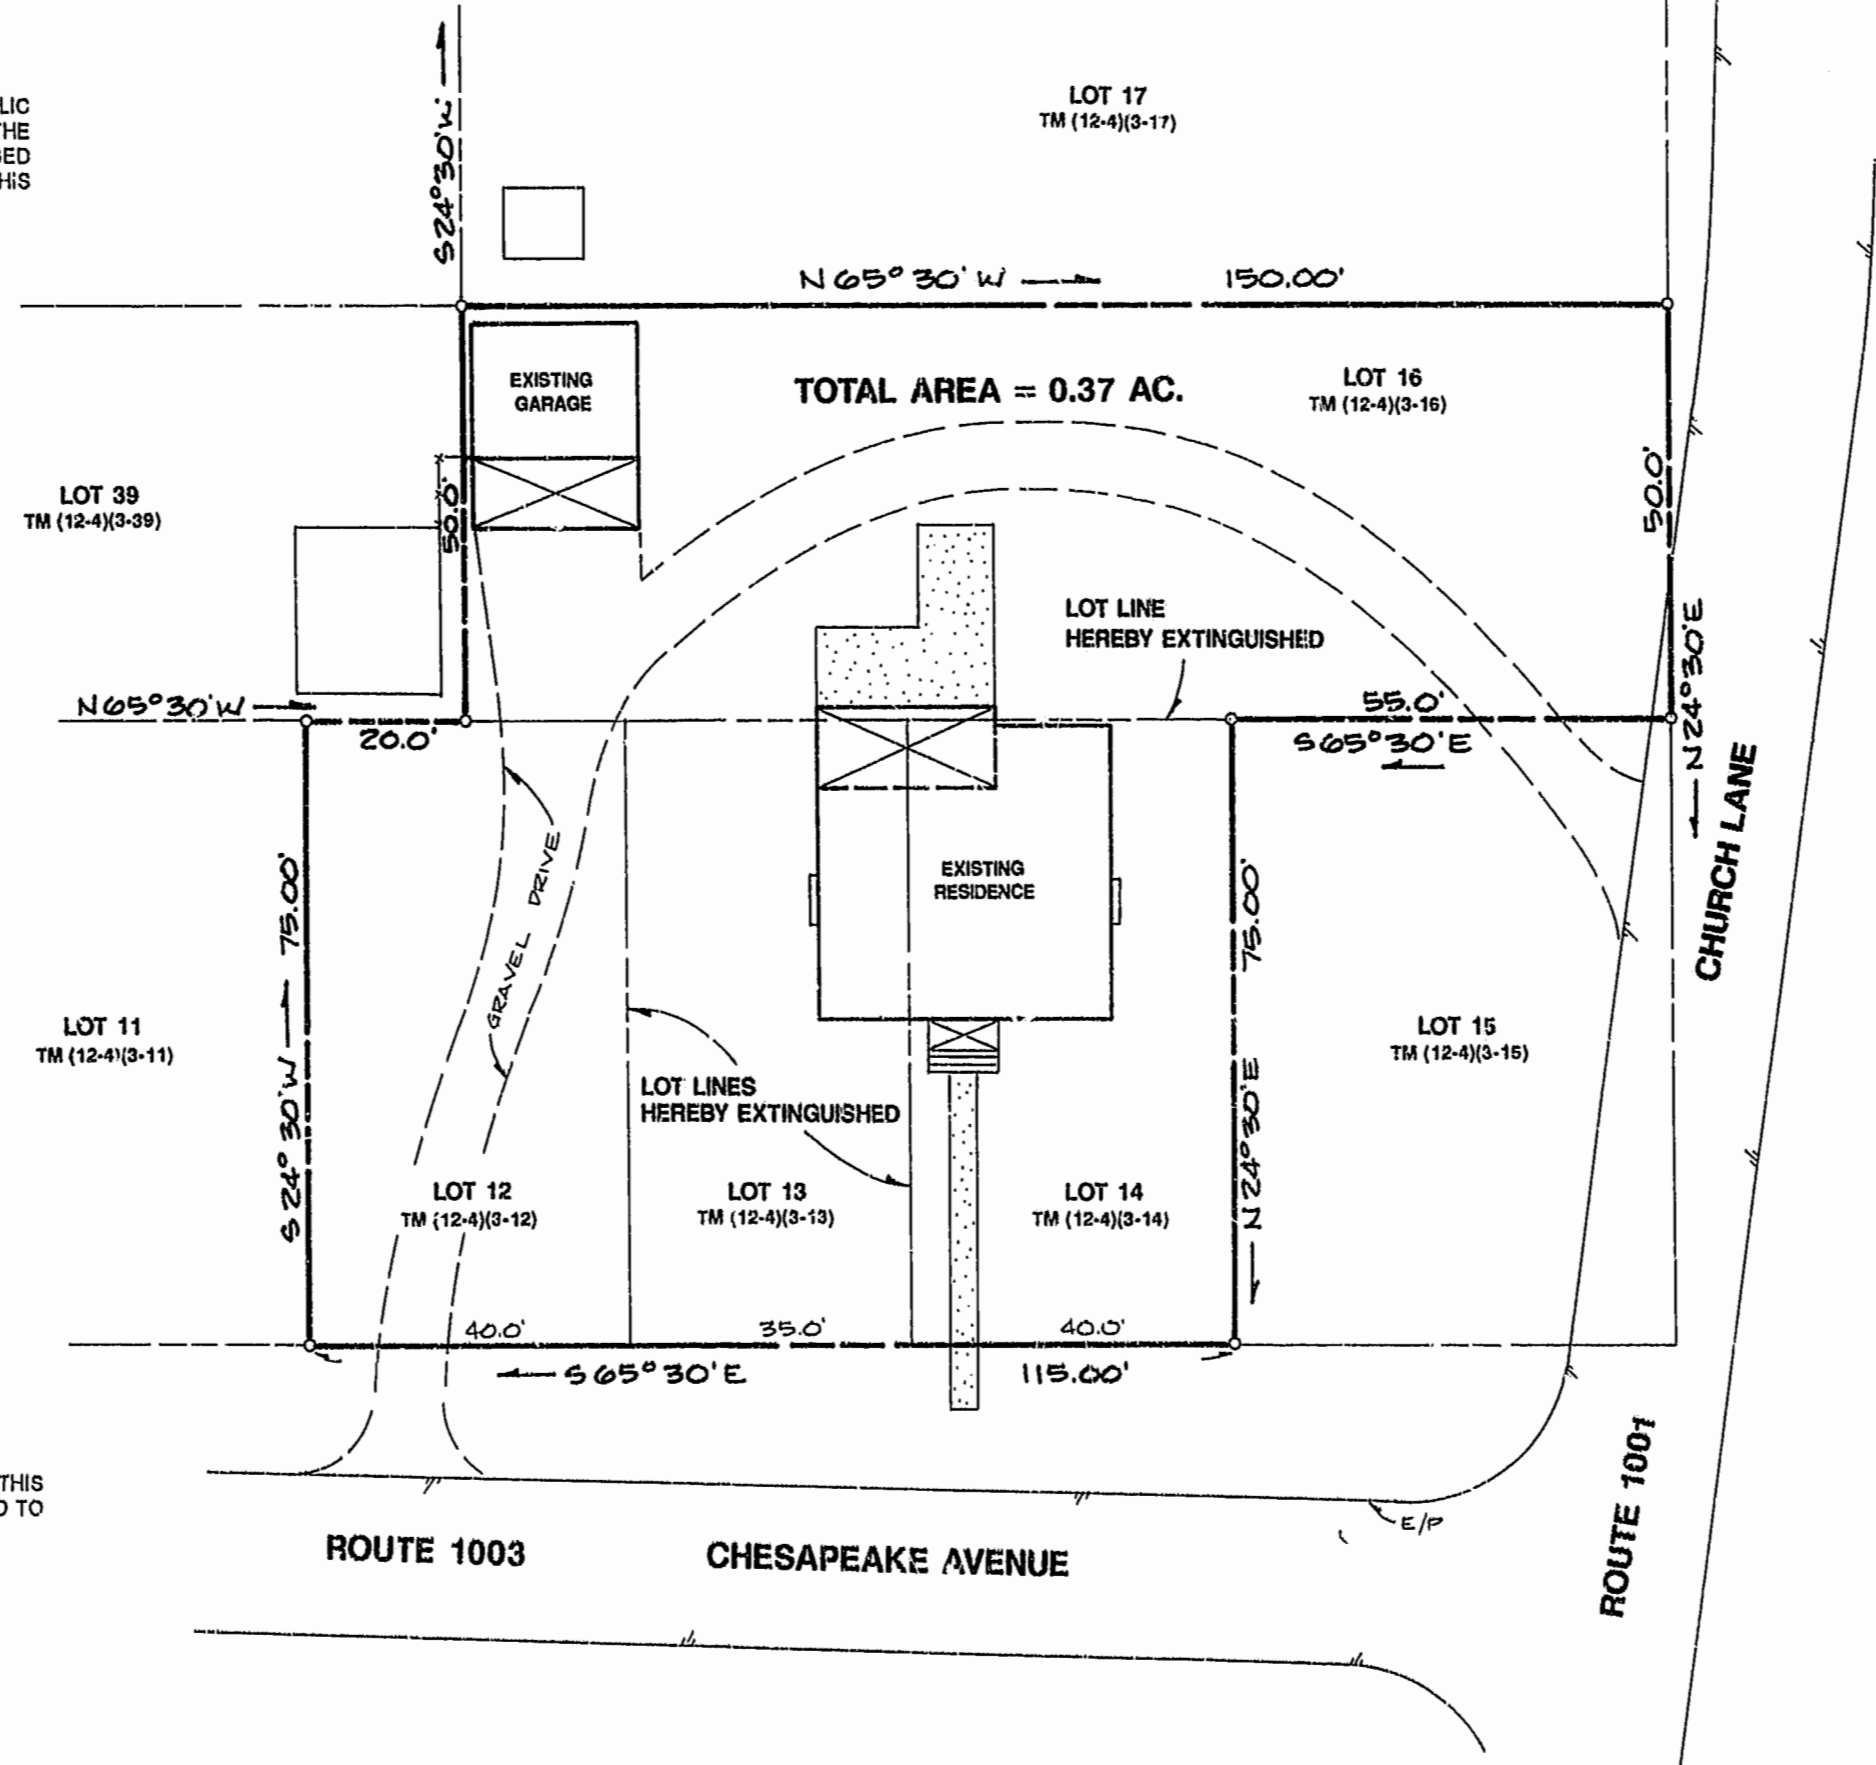 LIC
THE
GED
THIS
S24°30'W
LOT 17
TM (12-4)(3-17)
N65°30'W 150.00'
EXISTING
GARAGE
TOTAL AREA = 0.37 AC.
LOT 16
TM (12-4)(3-16)
50.0'
50.0'
LOT 39
TM (12-4)(3-39)
LOT LINE
HEREBY EXTINGUISHED
N24°30'E
N65°30'W
20.0'
55.0'
S65°30'E
CHURCH LANE
75.00'
S24°30'W
GRAVEL DRIVE
EXISTING
RESIDENCE
75.00'
N24°30'E
LOT 11
TM (12-4)(3-11)
LOT 15
TM (12-4)(3-15)
LOT LINES
HEREBY EXTINGUISHED
LOT 12
TM (12-4)(3-12)
LOT 13
TM (12-4)(3-13)
LOT 14
TM (12-4)(3-14)
40.0' 35.0' 40.0'
S65°30'E 115.00'
THIS
D TO
E/P
ROUTE 1003 CHESAPEAKE AVENUE
ROUTE 1001